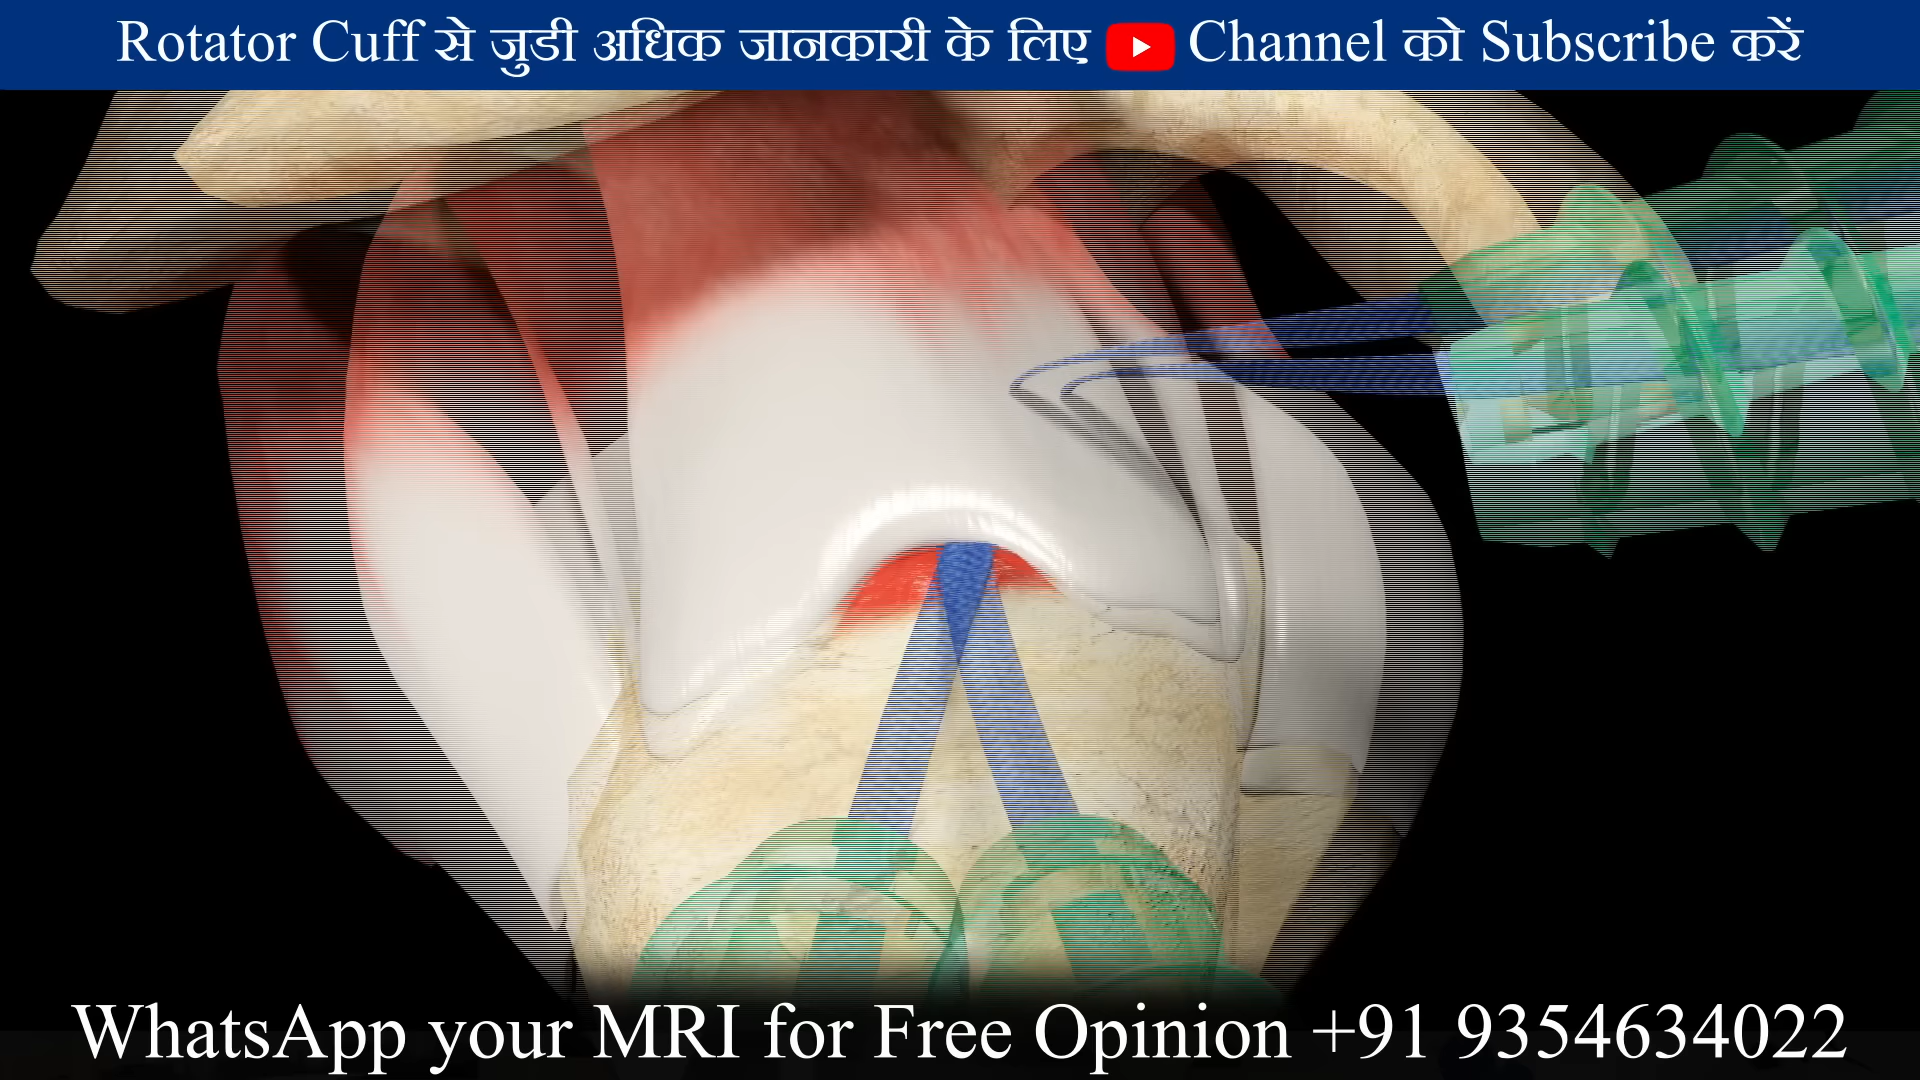 Rotator Cuff से जुडी अधिक जानकारी के लिए Channel को Subscribe करें
WhatsApp your MRI for Free Opinion +91 9354634022